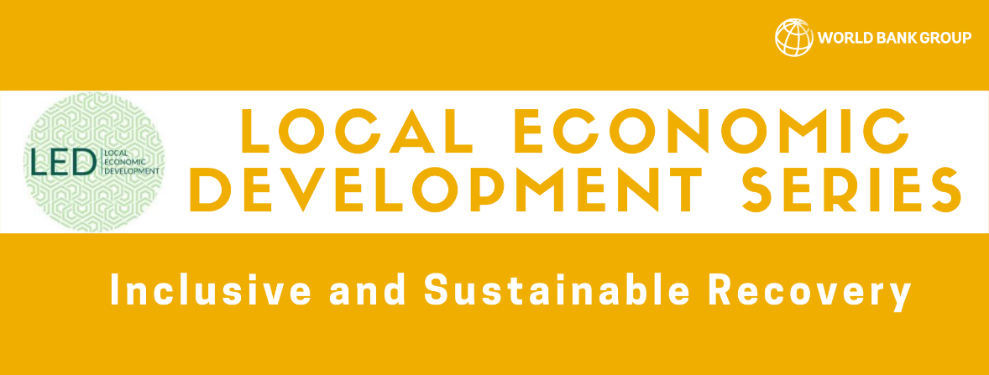 WORLD BANK GROUP
LED
LOCAL
ECONOMIC
DEVELOPMENT
LOCAL ECONOMIC
DEVELOPMENT SERIES
Inclusive and Sustainable Recovery